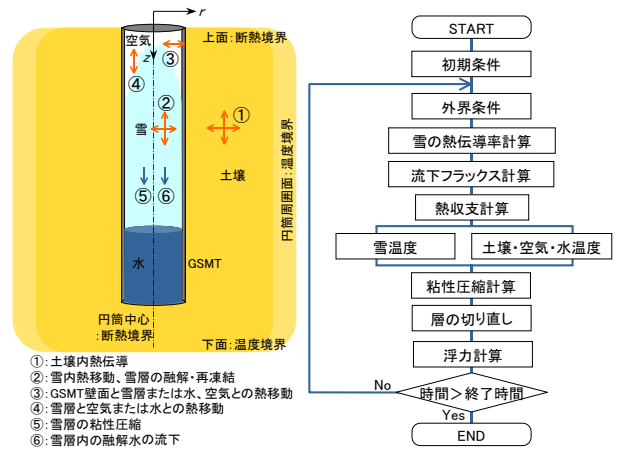 r
空気
上面：断熱境界
z
③
④
②
①
雪
土壌
⑤ ⑥
円筒周囲面：温度境界
水
GSMT
円筒中心
：断熱境界
下面：温度境界
①：土壌内熱伝導
②：雪内熱移動、雪層の融解・再凍結
③：GSMT壁面と雪層または水、空気との熱移動
④：雪層と空気または水との熱移動
⑤：雪層の粘性圧縮
⑥：雪層内の融解水の流下
START
初期条件
外界条件
雪の熱伝導率計算
流下フラックス計算
熱収支計算
雪温度
土壌・空気・水温度
粘性圧縮計算
層の切り直し
浮力計算
No
時間＞終了時間
Yes
END